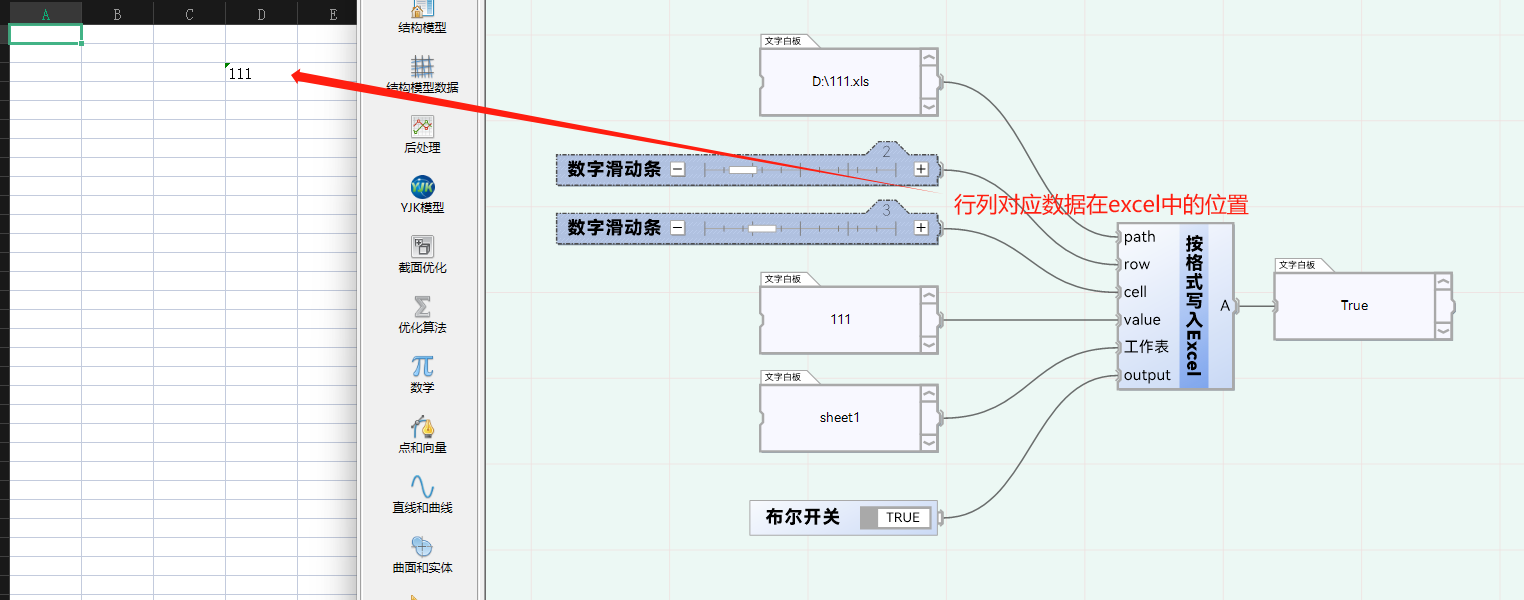 A B C D E
111
结构模型
结构模型数据
后处理
YJK
YJK模型
截面优化
Σ
优化算法
π
数学
点和向量
直线和曲线
曲面和实体
文字白板
D:\111.xls
数字滑动条
2
数字滑动条
3
行列对应数据在excel中的位置
文字白板
111
文字白板
sheet1
布尔开关 TRUE
path
row
cell
value
工作表
output
按格式写入Excel
A
文字白板
True